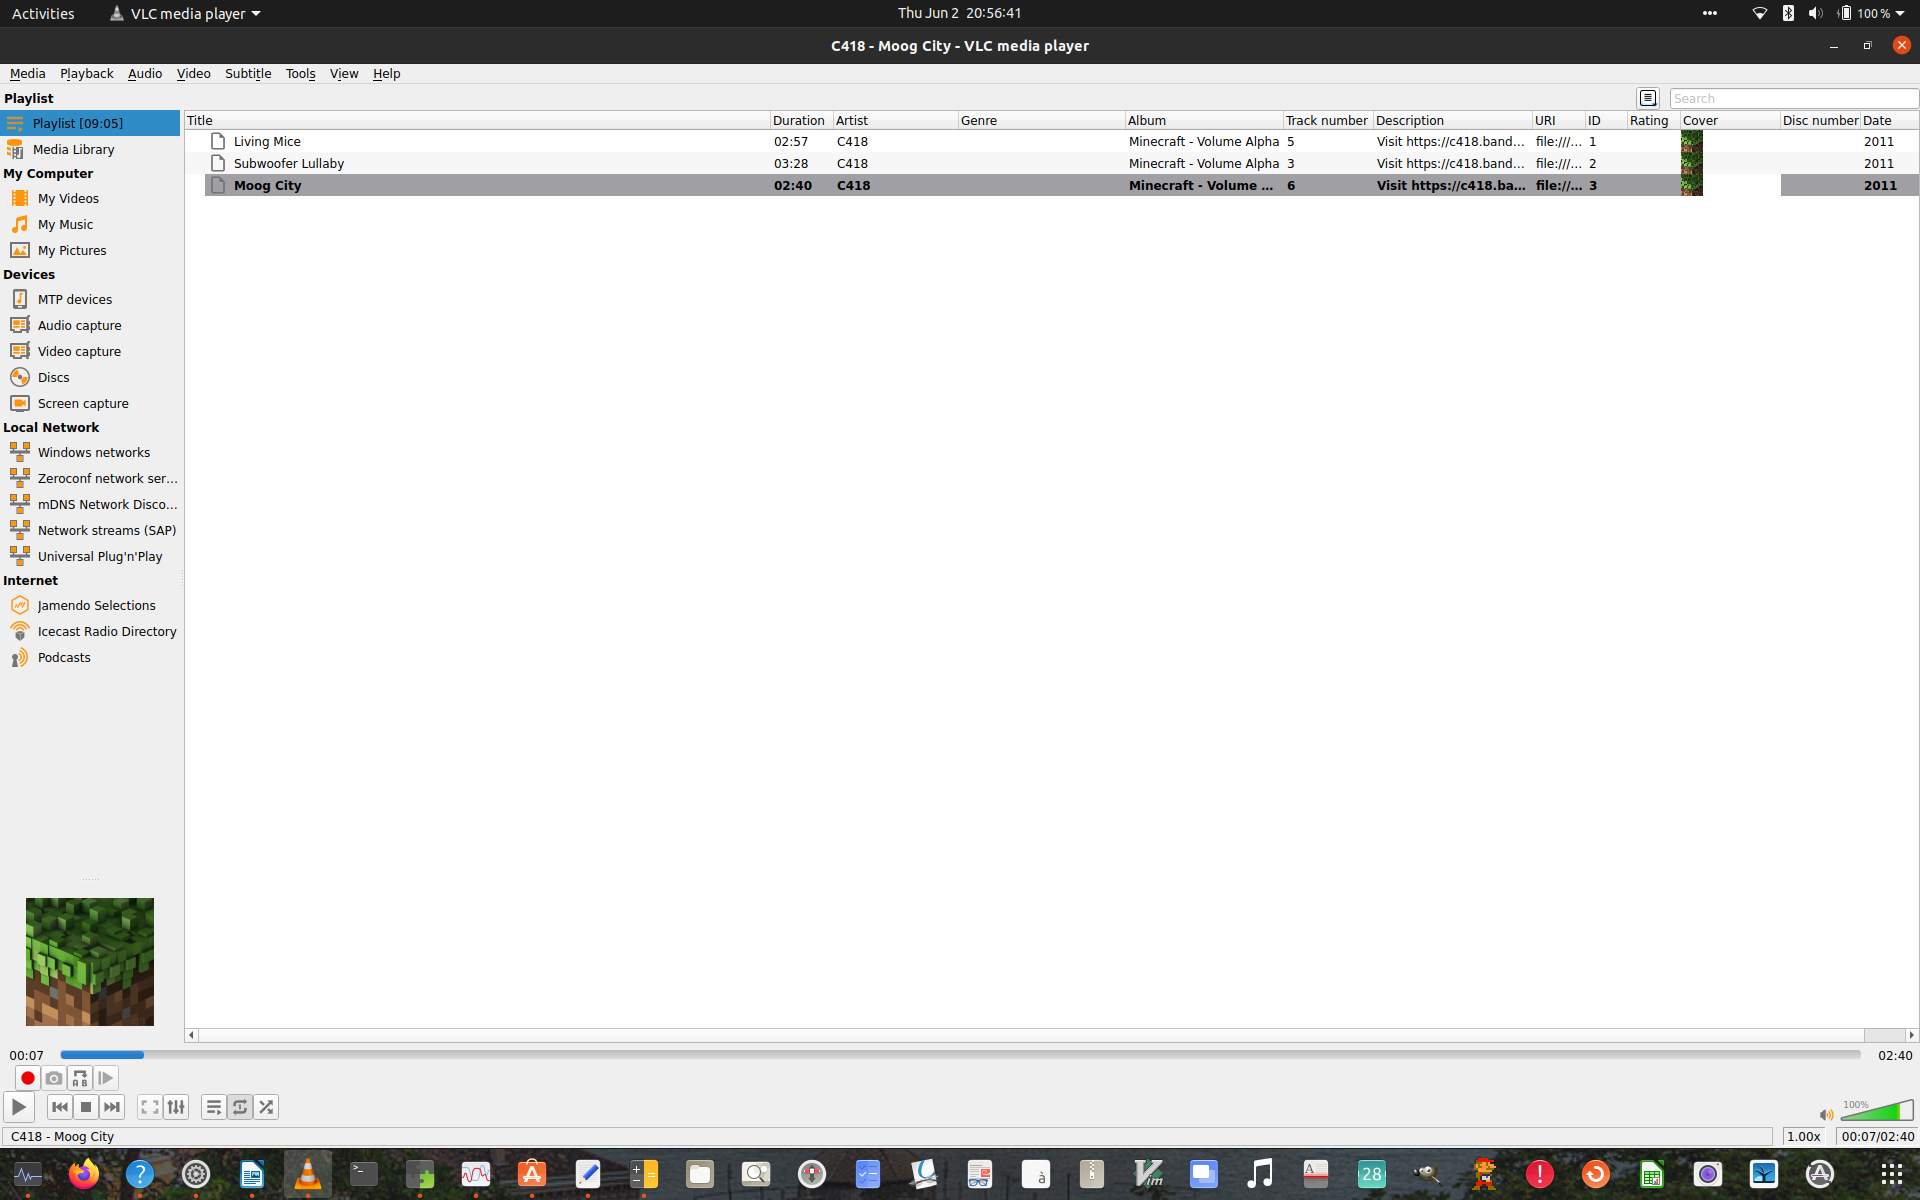 Activities VLC media player Thu Jun 2 20:56:41 100 %
C418 - Moog City - VLC media player
Media Playback Audio Video Subtitle Tools View Help
Playlist
Search
Playlist [09:05]
Media Library
My Computer
My Videos
My Music
My Pictures
Devices
MTP devices
Audio capture
Video capture
Discs
Screen capture
Local Network
Windows networks
Zeroconf network ser...
mDNS Network Disco...
Network streams (SAP)
Universal Plug'n'Play
Internet
Jamendo Selections
Icecast Radio Directory
Podcasts
Title Duration Artist Genre Album Track number Description URI ID Rating Cover Disc number Date
Living Mice 02:57 C418 Minecraft - Volume Alpha 5 Visit https://c418.band... file:///... 1 2011
Subwoofer Lullaby 03:28 C418 Minecraft - Volume Alpha 3 Visit https://c418.band... file:///... 2 2011
Moog City 02:40 C418 Minecraft - Volume ... 6 Visit https://c418.ba... file://... 3 2011
00:07 02:40
A B
100%
C418 - Moog City 1.00x 00:07/02:40
? >_ A à Vim A 28 !